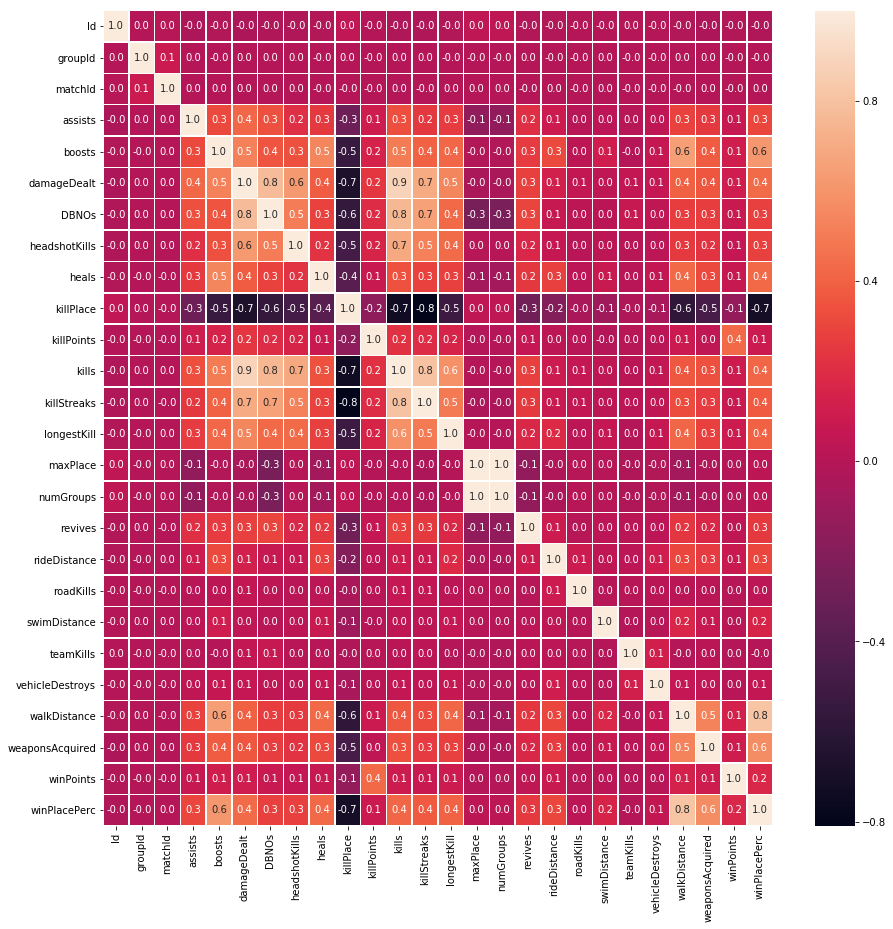 Id 1.0 0.0 0.0 -0.0 -0.0 -0.0 -0.0 -0.0 -0.0 0.0 -0.0 -0.0 -0.0 -0.0 0.0 0.0 -0.0 -0.0 -0.0 -0.0 -0.0 -0.0 -0.0 -0.0 -0.0 -0.0
groupId 0.0 1.0 0.1 0.0 -0.0 -0.0 -0.0 -0.0 -0.0 0.0 -0.0 -0.0 -0.0 -0.0 -0.0 -0.0 -0.0 -0.0 -0.0 -0.0 -0.0 -0.0 -0.0 -0.0 -0.0 -0.0
matchId 0.0 0.1 1.0 0.0 -0.0 0.0 0.0 0.0 -0.0 -0.0 0.0 0.0 0.0 0.0 0.0 0.0 0.0 0.0 0.0 0.0 0.0 -0.0 0.0 0.0 -0.0 0.0
assists -0.0 0.0 0.0 1.0 0.3 0.4 0.3 0.2 0.3 -0.3 0.1 0.3 0.2 0.3 -0.1 -0.1 0.2 0.1 0.0 0.0 0.0 0.0 0.3 0.3 0.1 0.3
boosts -0.0 -0.0 -0.0 0.3 1.0 0.5 0.4 0.3 0.5 -0.5 0.2 0.5 0.4 0.4 -0.0 -0.0 0.3 0.3 0.0 0.1 -0.0 0.1 0.6 0.4 0.1 0.6
damageDealt -0.0 -0.0 0.0 0.4 0.5 1.0 0.8 0.6 0.4 -0.7 0.2 0.9 0.7 0.5 -0.0 -0.0 0.3 0.1 0.1 0.0 0.1 0.1 0.4 0.4 0.1 0.4
DBNOs -0.0 -0.0 0.0 0.3 0.4 0.8 1.0 0.5 0.3 -0.6 0.2 0.8 0.7 0.4 -0.3 -0.3 0.3 0.1 0.0 0.0 0.1 0.0 0.3 0.3 0.1 0.3
headshotKills -0.0 -0.0 0.0 0.2 0.3 0.6 0.5 1.0 0.2 -0.5 0.2 0.7 0.5 0.4 0.0 0.0 0.2 0.1 0.0 0.0 0.0 0.0 0.3 0.2 0.1 0.3
heals -0.0 -0.0 -0.0 0.3 0.5 0.4 0.3 0.2 1.0 -0.4 0.1 0.3 0.3 0.3 -0.1 -0.1 0.2 0.3 0.0 0.1 0.0 0.1 0.4 0.3 0.1 0.4
killPlace 0.0 0.0 -0.0 -0.3 -0.5 -0.7 -0.6 -0.5 -0.4 1.0 -0.2 -0.7 -0.8 -0.5 0.0 0.0 -0.3 -0.2 -0.0 -0.1 -0.0 -0.1 -0.6 -0.5 -0.1 -0.7
killPoints -0.0 -0.0 0.0 0.1 0.2 0.2 0.2 0.2 0.1 -0.2 1.0 0.2 0.2 0.2 -0.0 -0.0 0.1 0.0 0.0 -0.0 0.0 0.0 0.1 0.0 0.4 0.1
kills -0.0 -0.0 0.0 0.3 0.5 0.9 0.8 0.7 0.3 -0.7 0.2 1.0 0.8 0.6 -0.0 -0.0 0.3 0.1 0.1 0.0 0.0 0.1 0.4 0.3 0.1 0.4
killStreaks -0.0 -0.0 0.0 0.2 0.4 0.7 0.7 0.5 0.3 -0.8 0.2 0.8 1.0 0.5 -0.0 -0.0 0.3 0.1 0.1 0.0 0.0 0.0 0.3 0.3 0.1 0.4
longestKill -0.0 -0.0 0.0 0.3 0.4 0.5 0.4 0.4 0.3 -0.5 0.2 0.6 0.5 1.0 -0.0 -0.0 0.2 0.2 0.0 0.1 -0.0 0.1 0.4 0.3 0.1 0.4
maxPlace 0.0 -0.0 0.0 -0.1 -0.0 -0.0 -0.3 0.0 -0.1 0.0 -0.0 -0.0 -0.0 -0.0 1.0 1.0 -0.1 -0.0 0.0 0.0 0.0 -0.0 -0.1 -0.0 0.0 0.0
numGroups 0.0 -0.0 0.0 -0.1 -0.0 -0.0 -0.3 0.0 -0.1 0.0 -0.0 -0.0 -0.0 -0.0 1.0 1.0 -0.1 -0.0 0.0 0.0 0.0 -0.0 -0.1 -0.0 0.0 0.0
revives -0.0 -0.0 0.0 0.2 0.3 0.3 0.3 0.2 0.2 -0.3 0.1 0.3 0.3 0.2 -0.1 -0.1 1.0 0.1 0.0 0.0 0.0 0.0 0.2 0.2 0.0 0.3
rideDistance -0.0 -0.0 0.0 0.1 0.3 0.1 0.1 0.1 0.3 -0.2 0.0 0.1 0.1 0.2 -0.0 -0.0 0.1 1.0 0.1 0.0 0.0 0.1 0.3 0.3 0.1 0.3
roadKills -0.0 -0.0 0.0 0.0 0.0 0.1 0.0 0.0 0.0 -0.0 0.0 0.1 0.1 0.0 0.0 0.0 0.0 0.1 1.0 0.0 0.0 0.0 0.0 0.0 0.0 0.0
swimDistance -0.0 -0.0 0.0 0.0 0.1 0.0 0.0 0.0 0.1 -0.1 -0.0 0.0 0.0 0.1 0.0 0.0 0.0 0.0 0.0 1.0 0.0 0.0 0.2 0.1 0.0 0.2
teamKills -0.0 -0.0 0.0 0.0 -0.0 0.1 0.1 0.0 0.0 -0.0 0.0 0.0 0.0 -0.0 0.0 0.0 0.0 0.0 0.0 0.0 1.0 0.1 -0.0 0.0 0.0 -0.0
vehicleDestroys -0.0 -0.0 -0.0 0.0 0.1 0.1 0.0 0.0 0.1 -0.1 0.0 0.1 0.0 0.1 -0.0 -0.0 0.0 0.1 0.0 0.0 0.1 1.0 0.1 0.0 0.0 0.1
walkDistance -0.0 -0.0 0.0 0.3 0.6 0.4 0.3 0.3 0.4 -0.6 0.1 0.4 0.3 0.4 -0.1 -0.1 0.2 0.3 0.0 0.2 -0.0 0.1 1.0 0.5 0.1 0.8
weaponsAcquired -0.0 -0.0 0.0 0.3 0.4 0.4 0.3 0.2 0.3 -0.5 0.0 0.3 0.3 0.3 -0.0 -0.0 0.2 0.3 0.0 0.1 0.0 0.0 0.5 1.0 0.1 0.6
winPoints -0.0 -0.0 -0.0 0.1 0.1 0.1 0.1 0.1 0.1 -0.1 0.4 0.1 0.1 0.1 0.0 0.0 0.0 0.1 0.0 0.0 0.0 0.0 0.1 0.1 1.0 0.2
winPlacePerc -0.0 -0.0 0.0 0.3 0.6 0.4 0.3 0.3 0.4 -0.7 0.1 0.4 0.4 0.4 0.0 0.0 0.3 0.3 0.0 0.2 -0.0 0.1 0.8 0.6 0.2 1.0
Id
groupId
matchId
assists
boosts
damageDealt
DBNOs
headshotKills
heals
killPlace
killPoints
kills
killStreaks
longestKill
maxPlace
numGroups
revives
rideDistance
roadKills
swimDistance
teamKills
vehicleDestroys
walkDistance
weaponsAcquired
winPoints
winPlacePerc
0.8
0.4
0.0
−0.4
−0.8